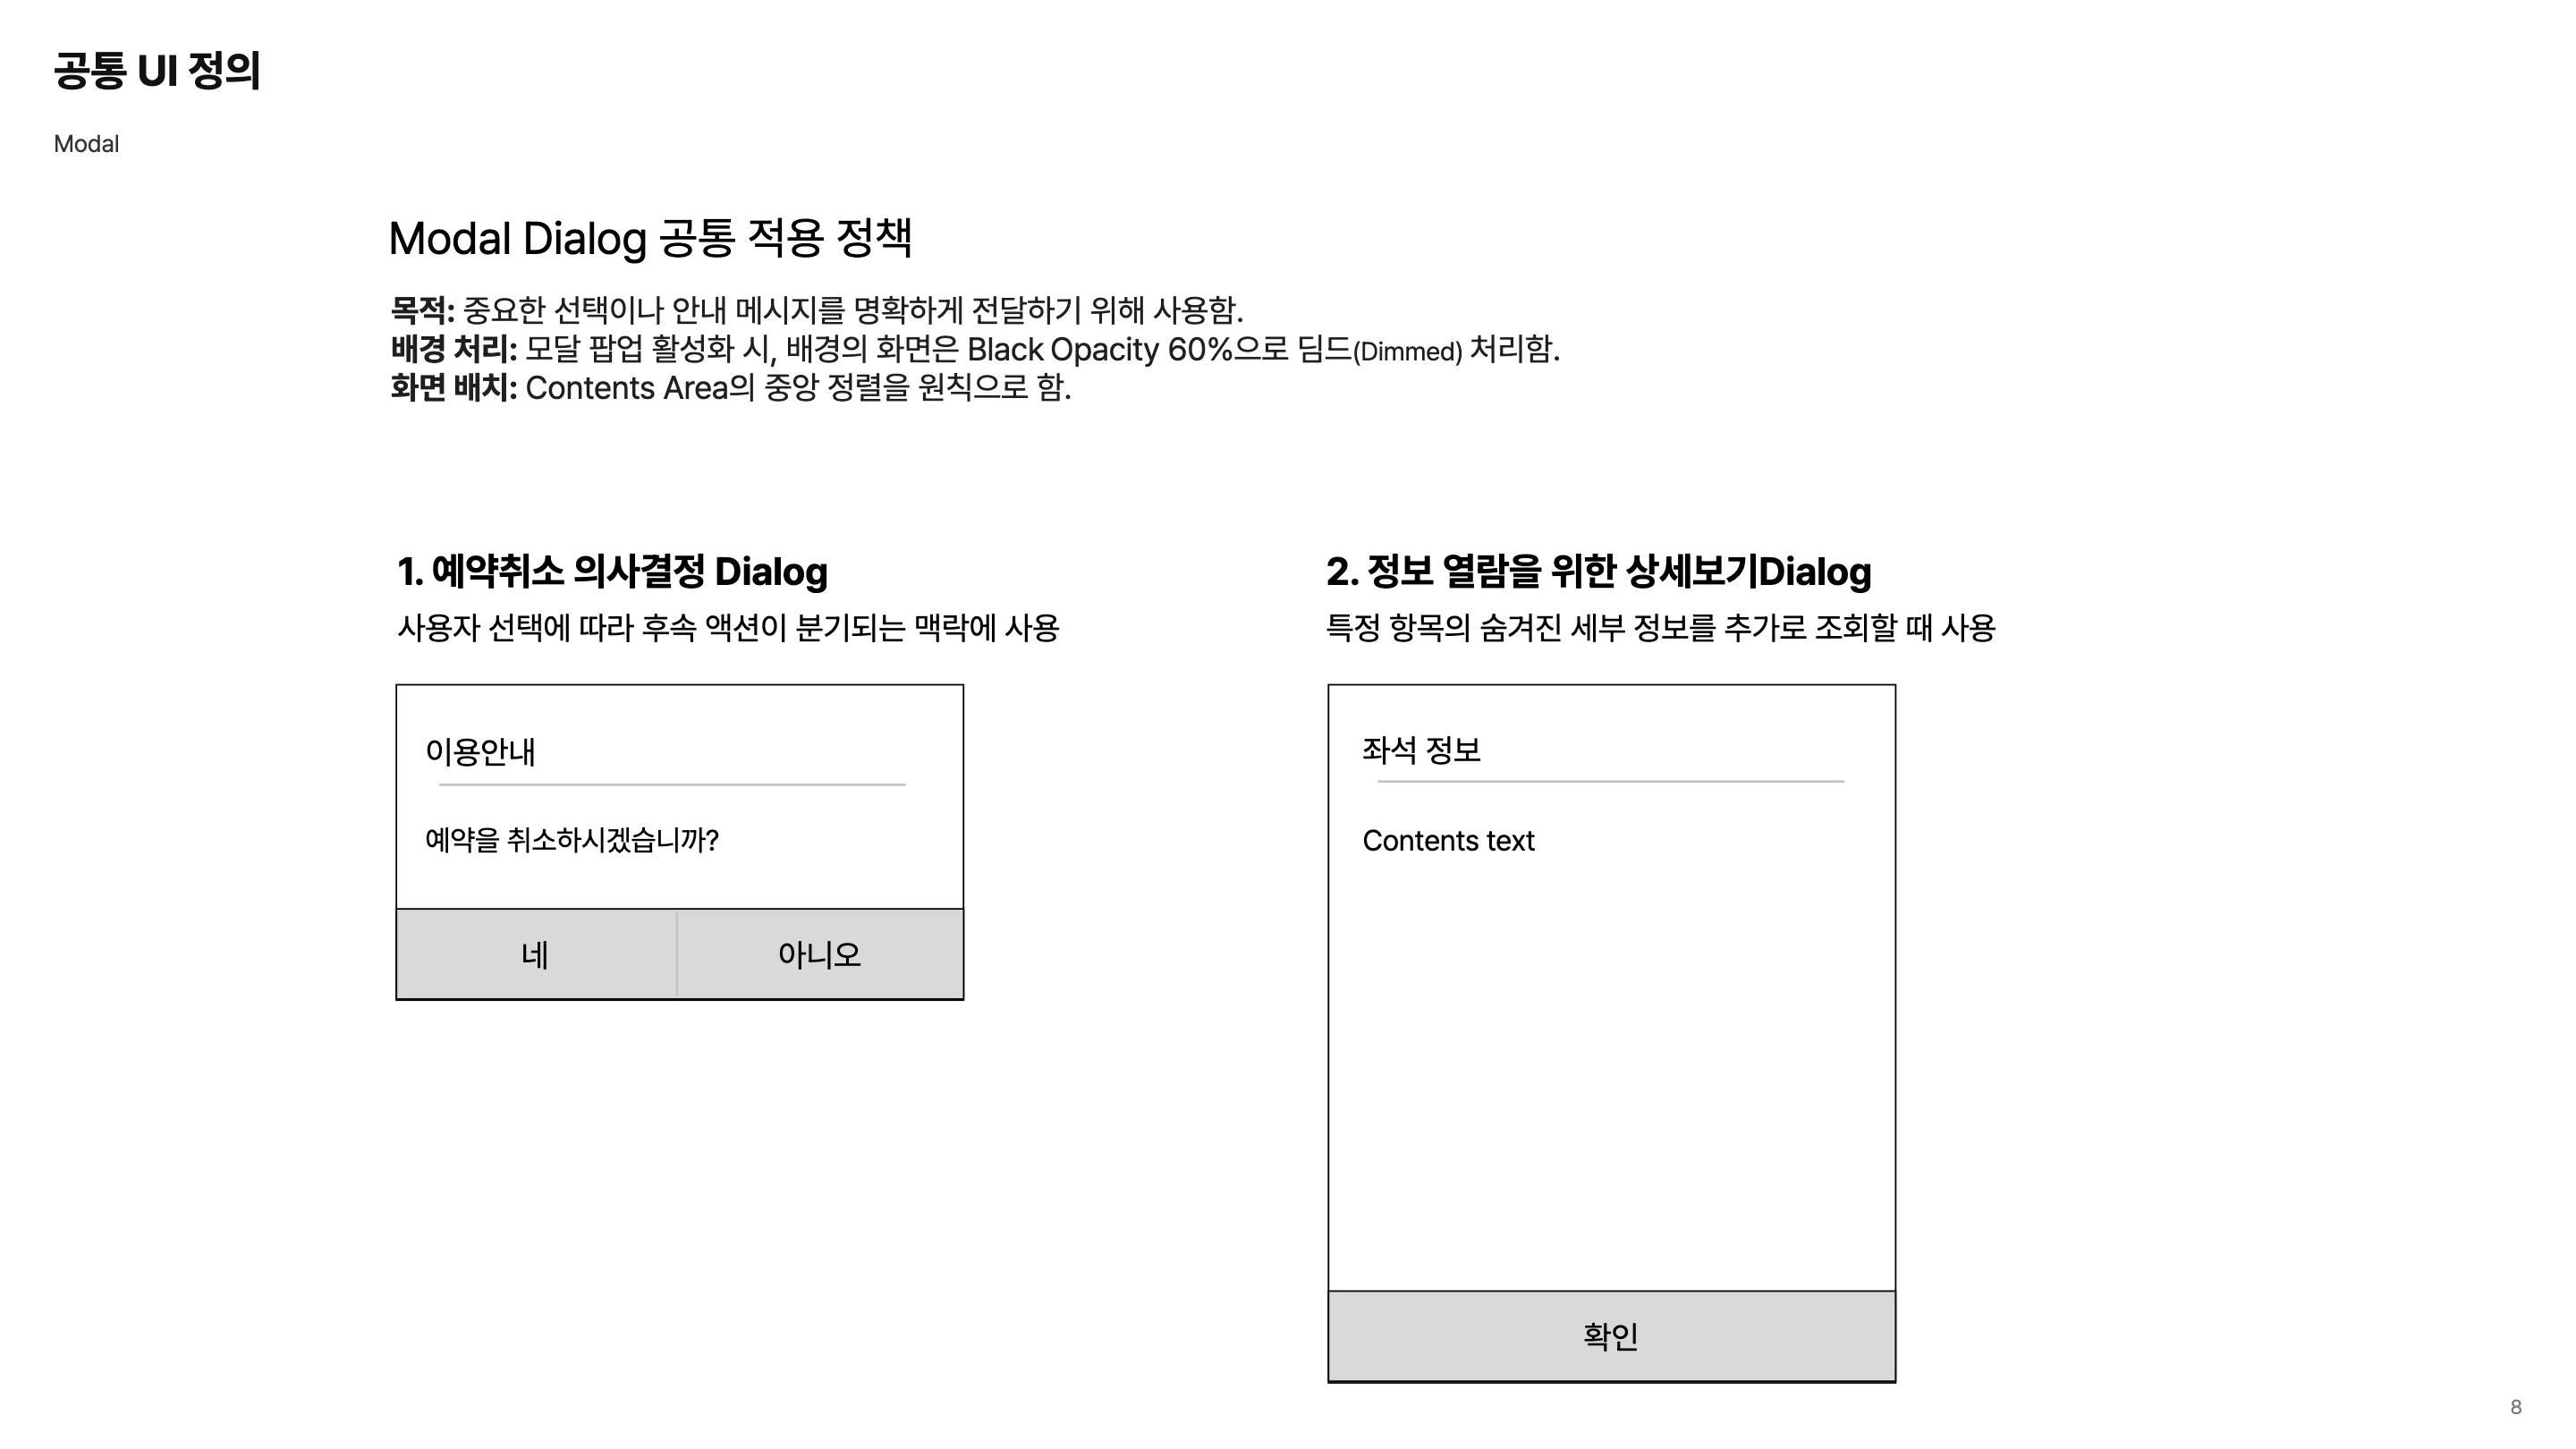 공통 UI 정의
Modal
Modal Dialog 공통 적용 정책
목적: 중요한 선택이나 안내 메시지를 명확하게 전달하기 위해 사용함.
배경 처리: 모달 팝업 활성화 시, 배경의 화면은 Black Opacity 60%으로 딤드(Dimmed) 처리함.
화면 배치: Contents Area의 중앙 정렬을 원칙으로 함.
1. 예약취소 의사결정 Dialog
사용자 선택에 따라 후속 액션이 분기되는 맥락에 사용
이용안내
예약을 취소하시겠습니까?
네
아니오
2. 정보 열람을 위한 상세보기Dialog
특정 항목의 숨겨진 세부 정보를 추가로 조회할 때 사용
좌석 정보
Contents text
확인
8